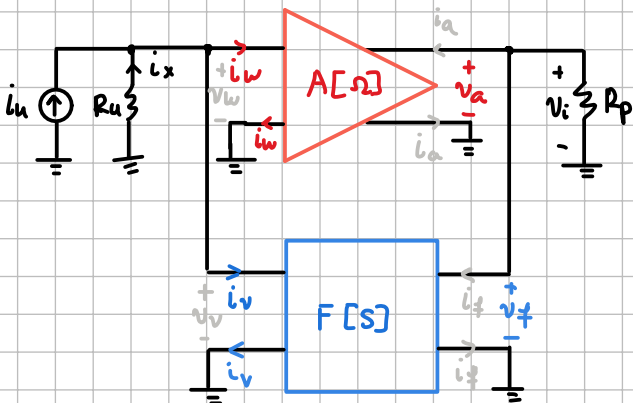 iu
Ru
ix
iw
+
vw
-
iw
A[Ω]
ia
+
va
-
ia
+
vi
-
Rp
iv
+
vv
-
iv
F[S]
if
+
vf
-
if